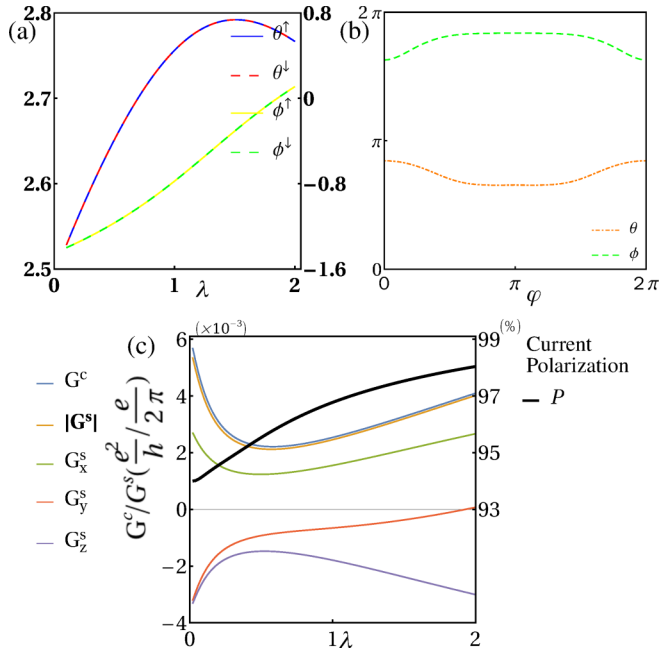 (a)
2.8
2.7
2.6
2.5
0
1
λ
2
0.8
0
−0.8
−1.6
θ↑
θ↓
ϕ↑
ϕ↓
(b)
2π
π
0
0
π
φ
2π
θ
ϕ
(c)
(×10⁻³)
6
4
2
0
−2
−4
Gᶜ/Gˢ(e²/h / e/2π)
0
1
λ
2
99
(%)
97
95
93
Current
Polarization
P
Gᶜ
|Gˢ|
Gˢₓ
Gˢ_y
Gˢ_z